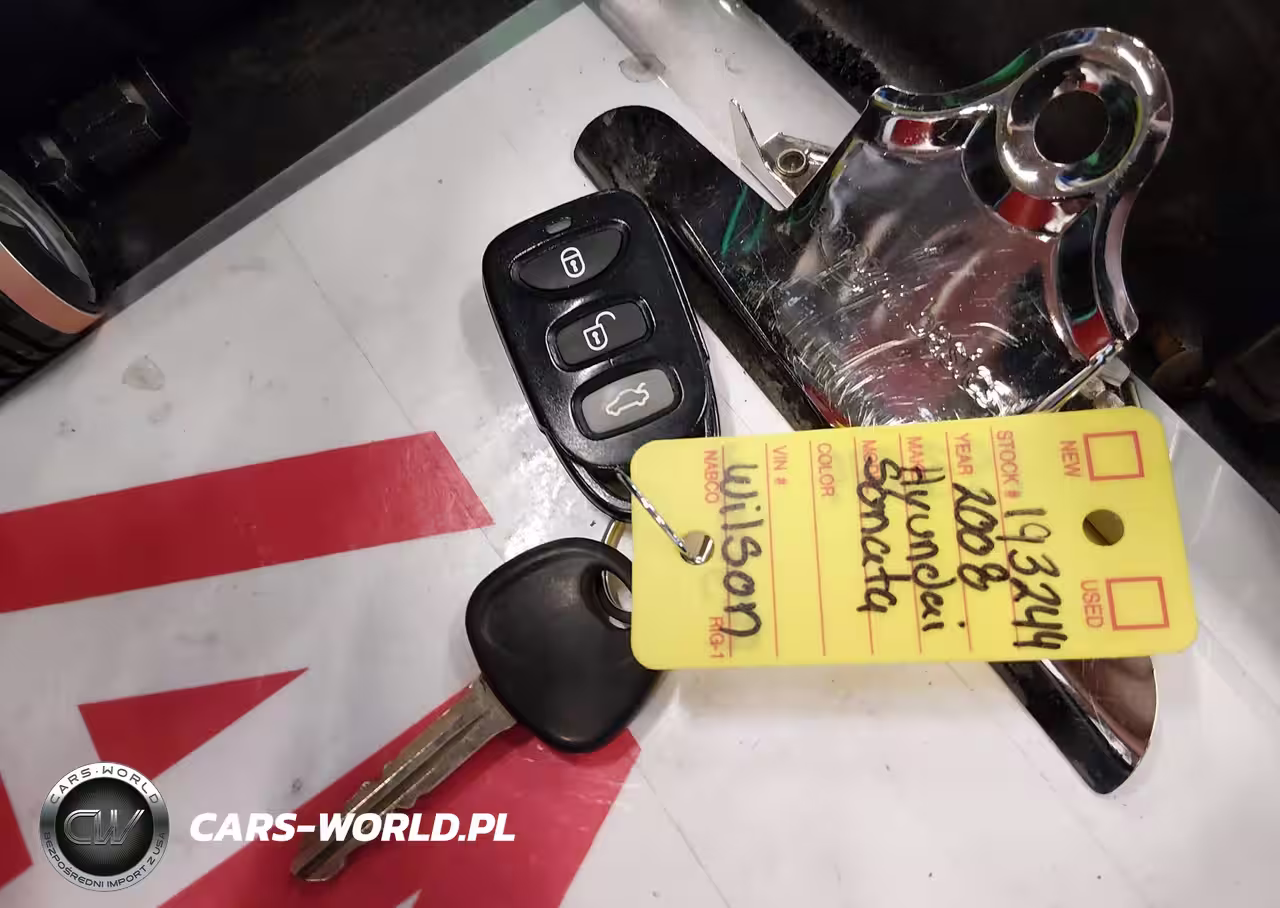 NEW
USED
STOCK # 193244
YEAR 2008
MAKE Hyundai
MODEL Sonata
COLOR
VIN #
Wilson
NABCO RIG-1
CARS-WORLD
CW
BEZPOŚREDNI IMPORT Z USA
CARS-WORLD.PL